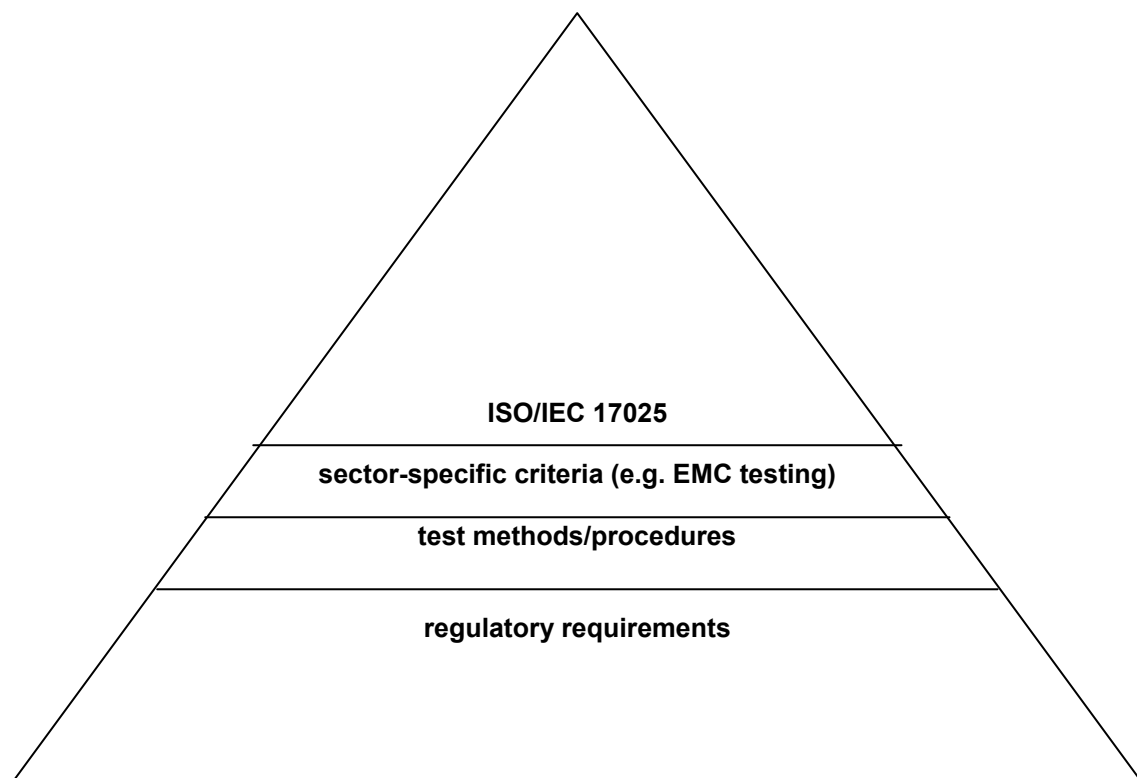 ISO/IEC 17025
sector-specific criteria (e.g. EMC testing)
test methods/procedures
regulatory requirements